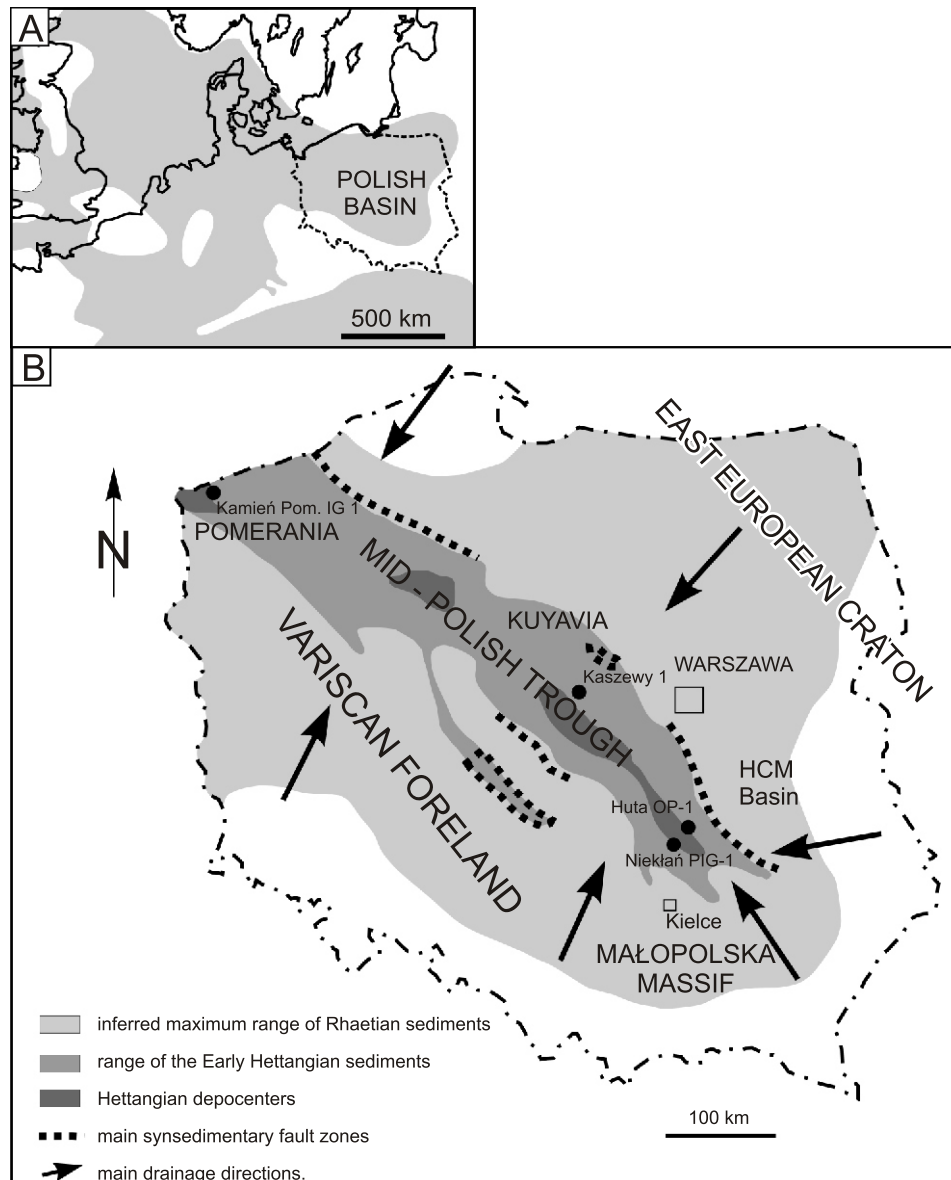 A
POLISH
BASIN
500 km
B
EAST EUROPEAN CRATON
N
Kamień Pom. IG 1
POMERANIA
MID - POLISH TROUGH
KUYAVIA
Kaszewy 1
WARSZAWA
VARISCAN FORELAND
HCM
Basin
Huta OP-1
Niekłań PIG-1
Kielce
MAŁOPOLSKA
MASSIF
inferred maximum range of Rhaetian sediments
range of the Early Hettangian sediments
Hettangian depocenters
main synsedimentary fault zones
main drainage directions.
100 km